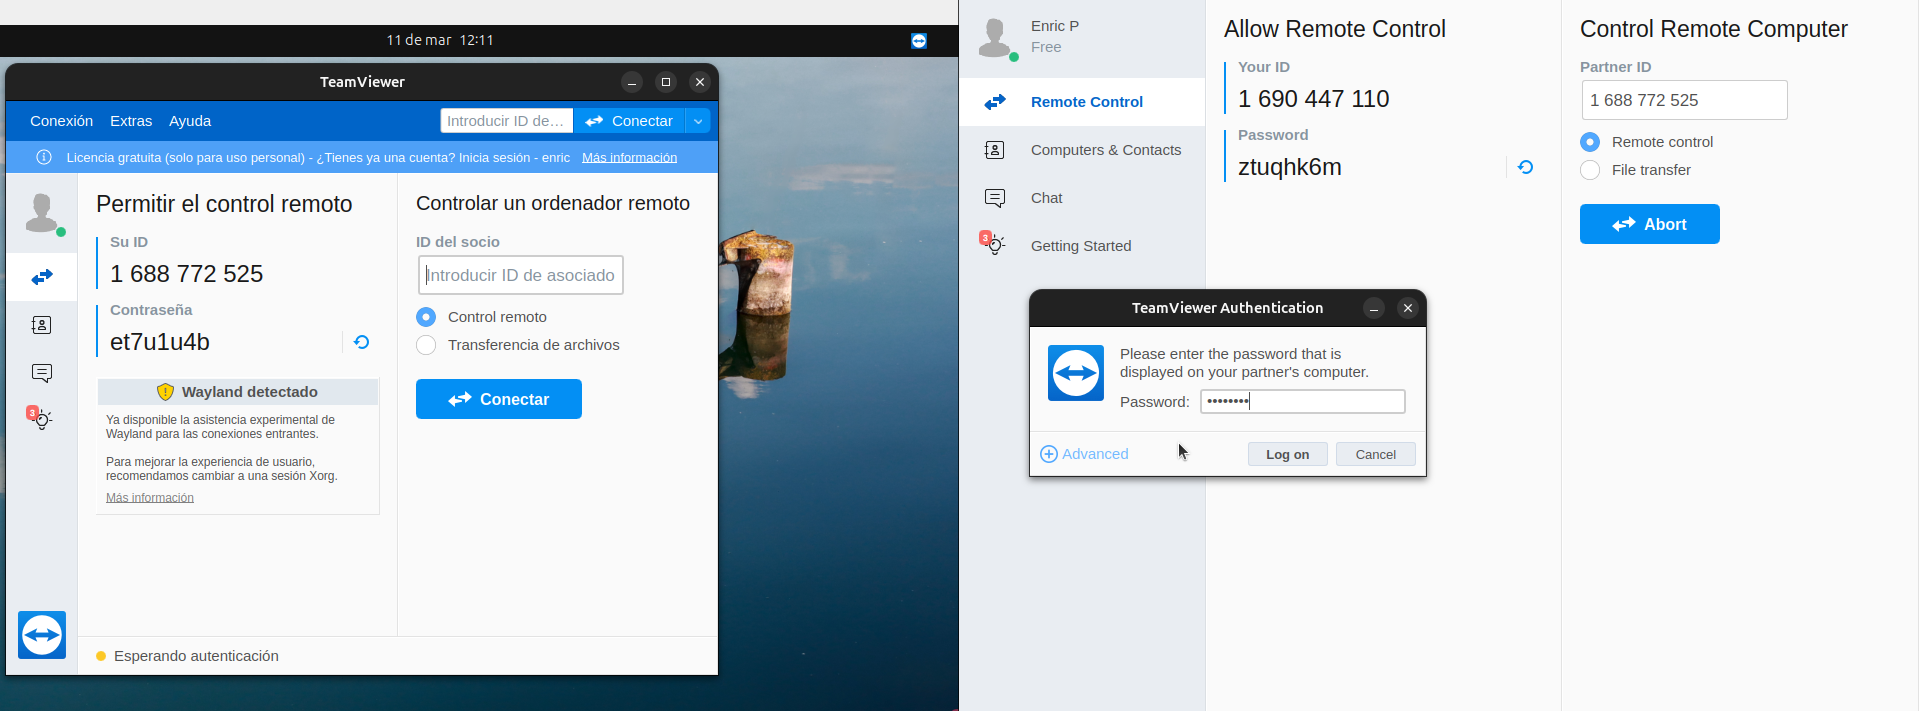 11 de mar 12:11
TeamViewer
Conexión Extras Ayuda Introducir ID de... Conectar
Licencia gratuita (solo para uso personal) - ¿Tienes ya una cuenta? Inicia sesión - enric Más información
Permitir el control remoto
Su ID
1 688 772 525
Contraseña
et7u1u4b
Wayland detectado
Ya disponible la asistencia experimental de
Wayland para las conexiones entrantes.
Para mejorar la experiencia de usuario,
recomendamos cambiar a una sesión Xorg.
Más información
3
Controlar un ordenador remoto
ID del socio
Introducir ID de asociado
Control remoto
Transferencia de archivos
Conectar
Esperando autenticación
Enric P
Free
Remote Control
Computers & Contacts
Chat
3
Getting Started
Allow Remote Control
Your ID
1 690 447 110
Password
ztuqhk6m
Control Remote Computer
Partner ID
1 688 772 525
Remote control
File transfer
Abort
TeamViewer Authentication
Please enter the password that is
displayed on your partner's computer.
Password: ••••••••
Advanced Log on Cancel